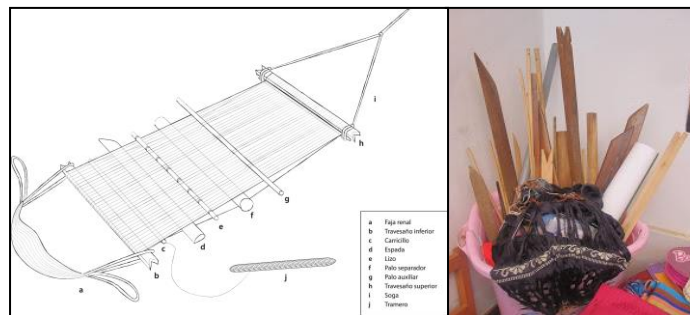 i
h
g
f
e
d
c
b
a
j
a Faja renal
b Travesaño inferior
c Carricillo
d Espada
e Lizo
f Palo separador
g Palo auxiliar
h Travesaño superior
i Soga
j Tramero